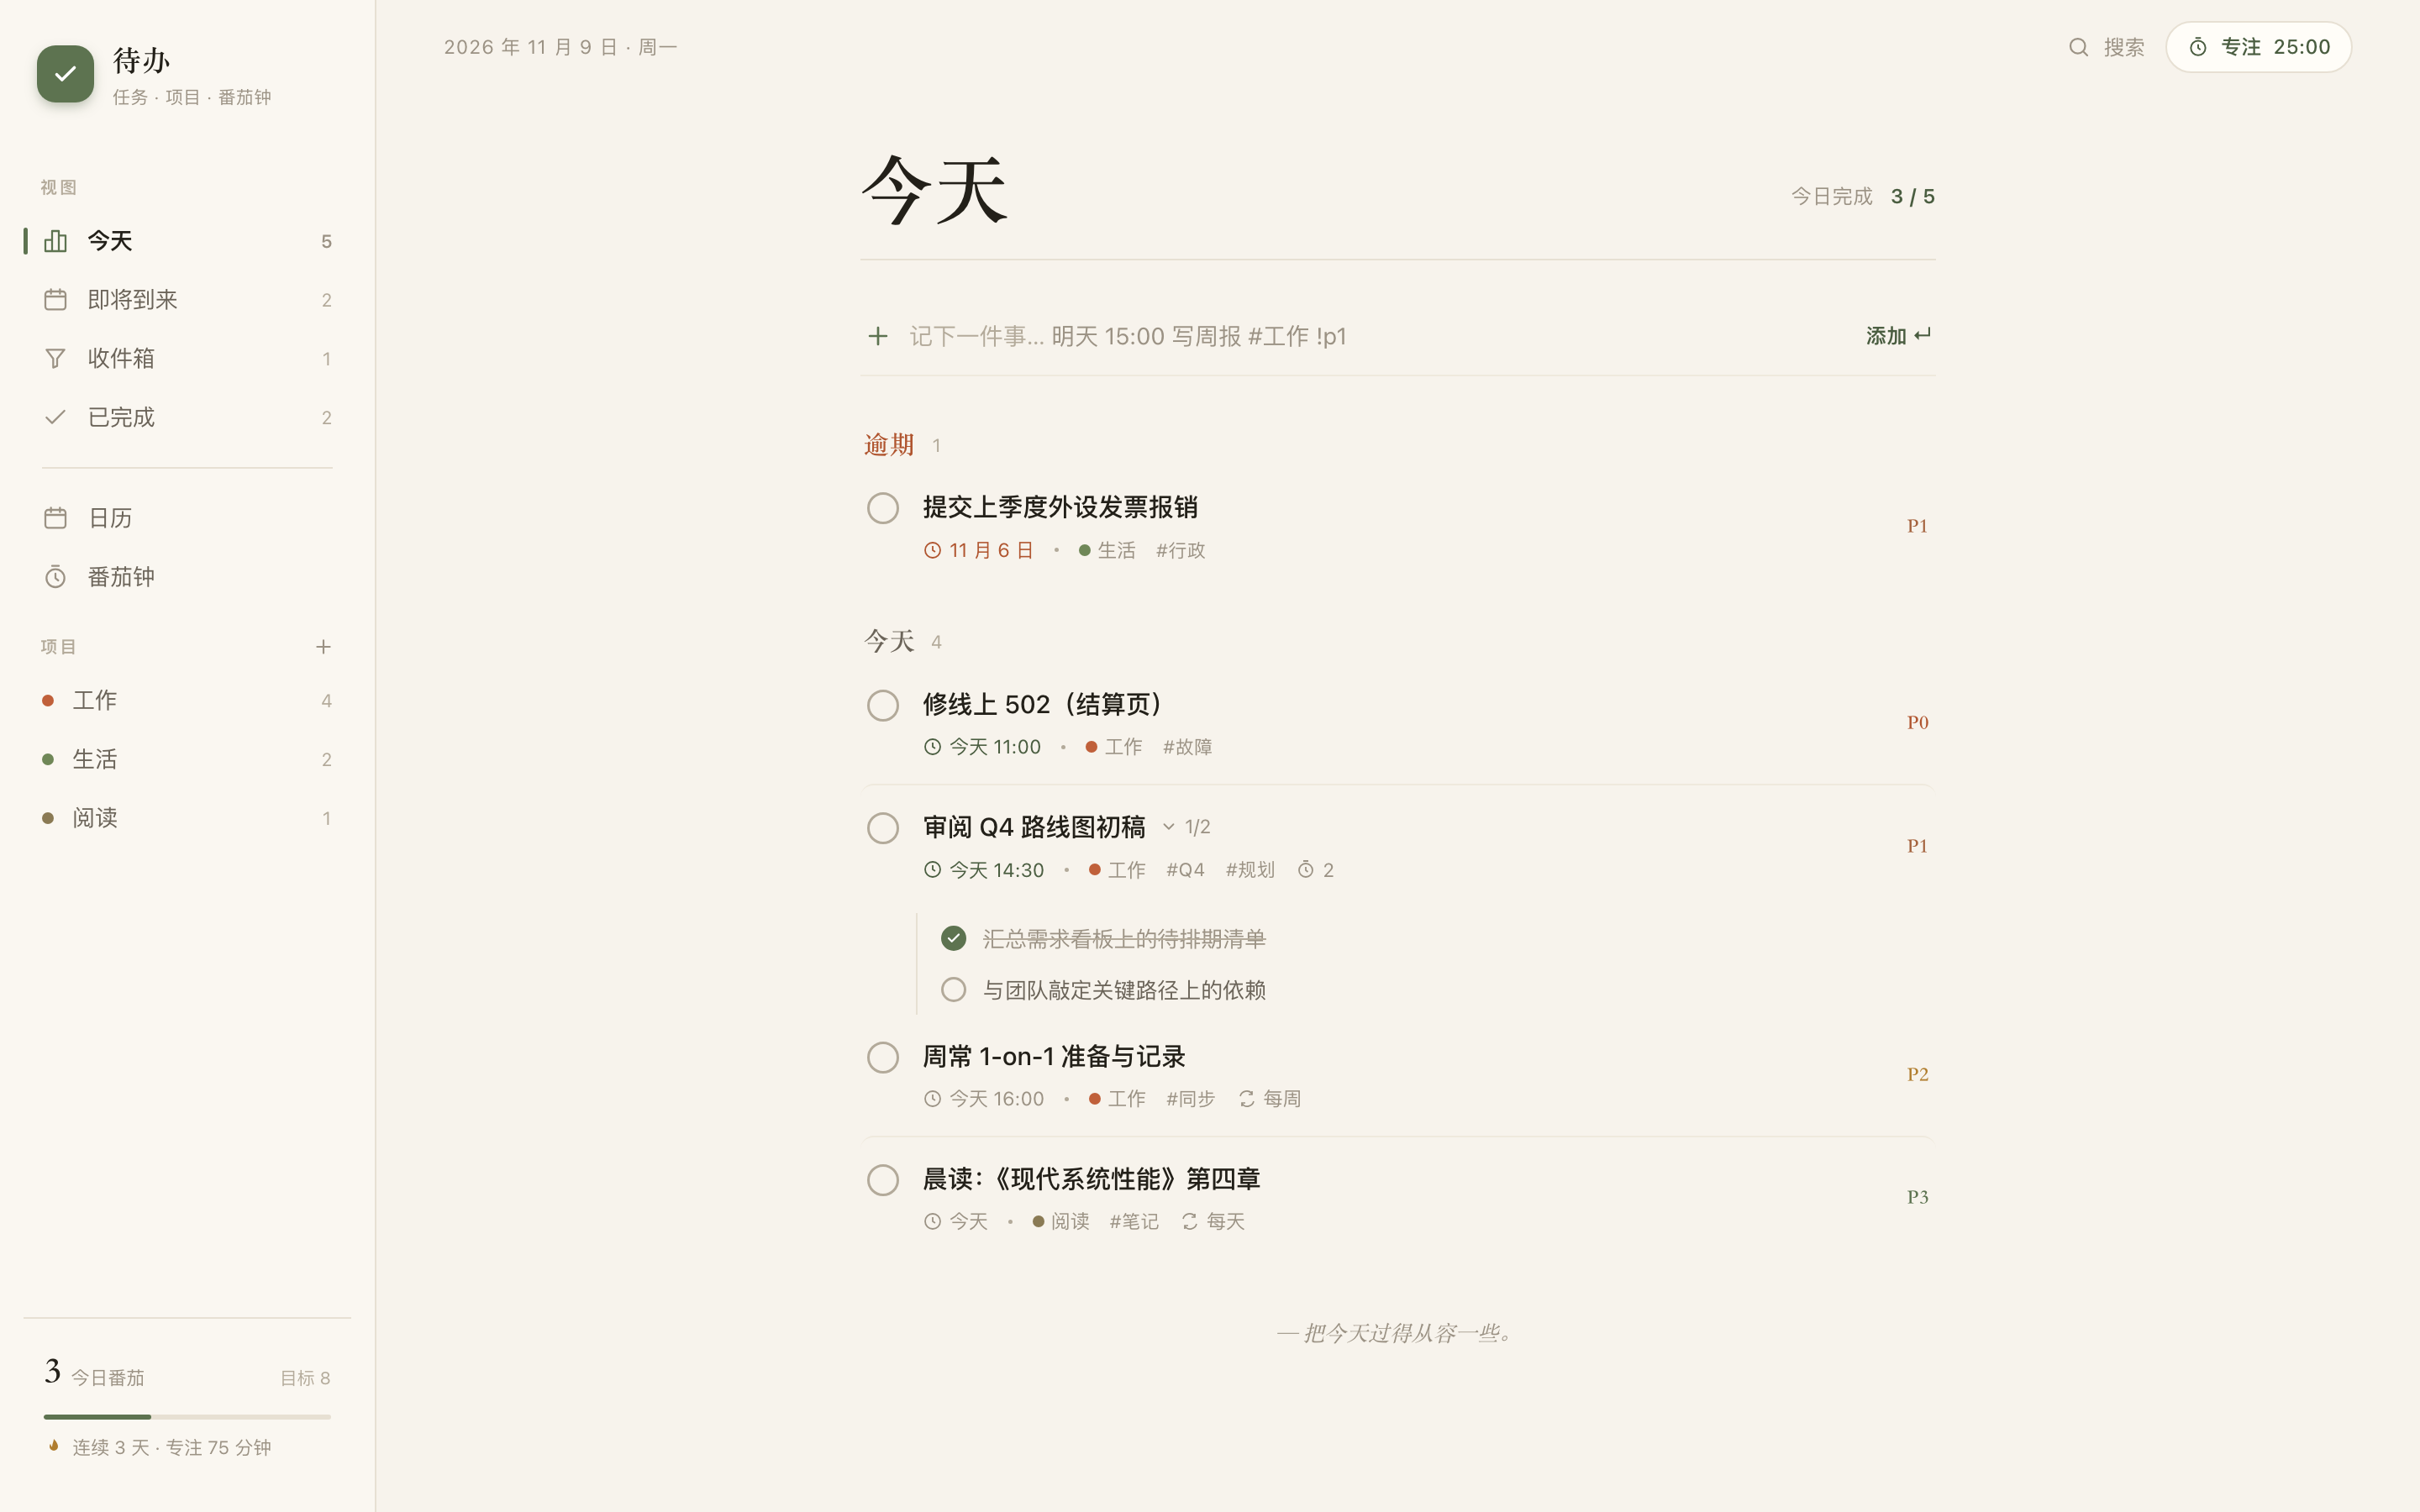 待办
任务 · 项目 · 番茄钟
视图
今天 5
即将到来 2
收件箱 1
已完成 2
日历
番茄钟
项目
工作 4
生活 2
阅读 1
3 今日番茄 目标 8
连续 3 天 · 专注 75 分钟
2026 年 11 月 9 日 · 周一
搜索
专注 25:00
今天
今日完成 3 / 5
记下一件事... 明天 15:00 写周报 #工作 !p1
添加 ↵
逾期 1
提交上季度外设发票报销
P1
11 月 6 日 • 生活 #行政
今天 4
修线上 502（结算页）
P0
今天 11:00 • 工作 #故障
审阅 Q4 路线图初稿 1/2
P1
今天 14:30 • 工作 #Q4 #规划 2
汇总需求看板上的待排期清单
与团队敲定关键路径上的依赖
周常 1-on-1 准备与记录
P2
今天 16:00 • 工作 #同步 每周
晨读：《现代系统性能》第四章
P3
今天 • 阅读 #笔记 每天
— 把今天过得从容一些。